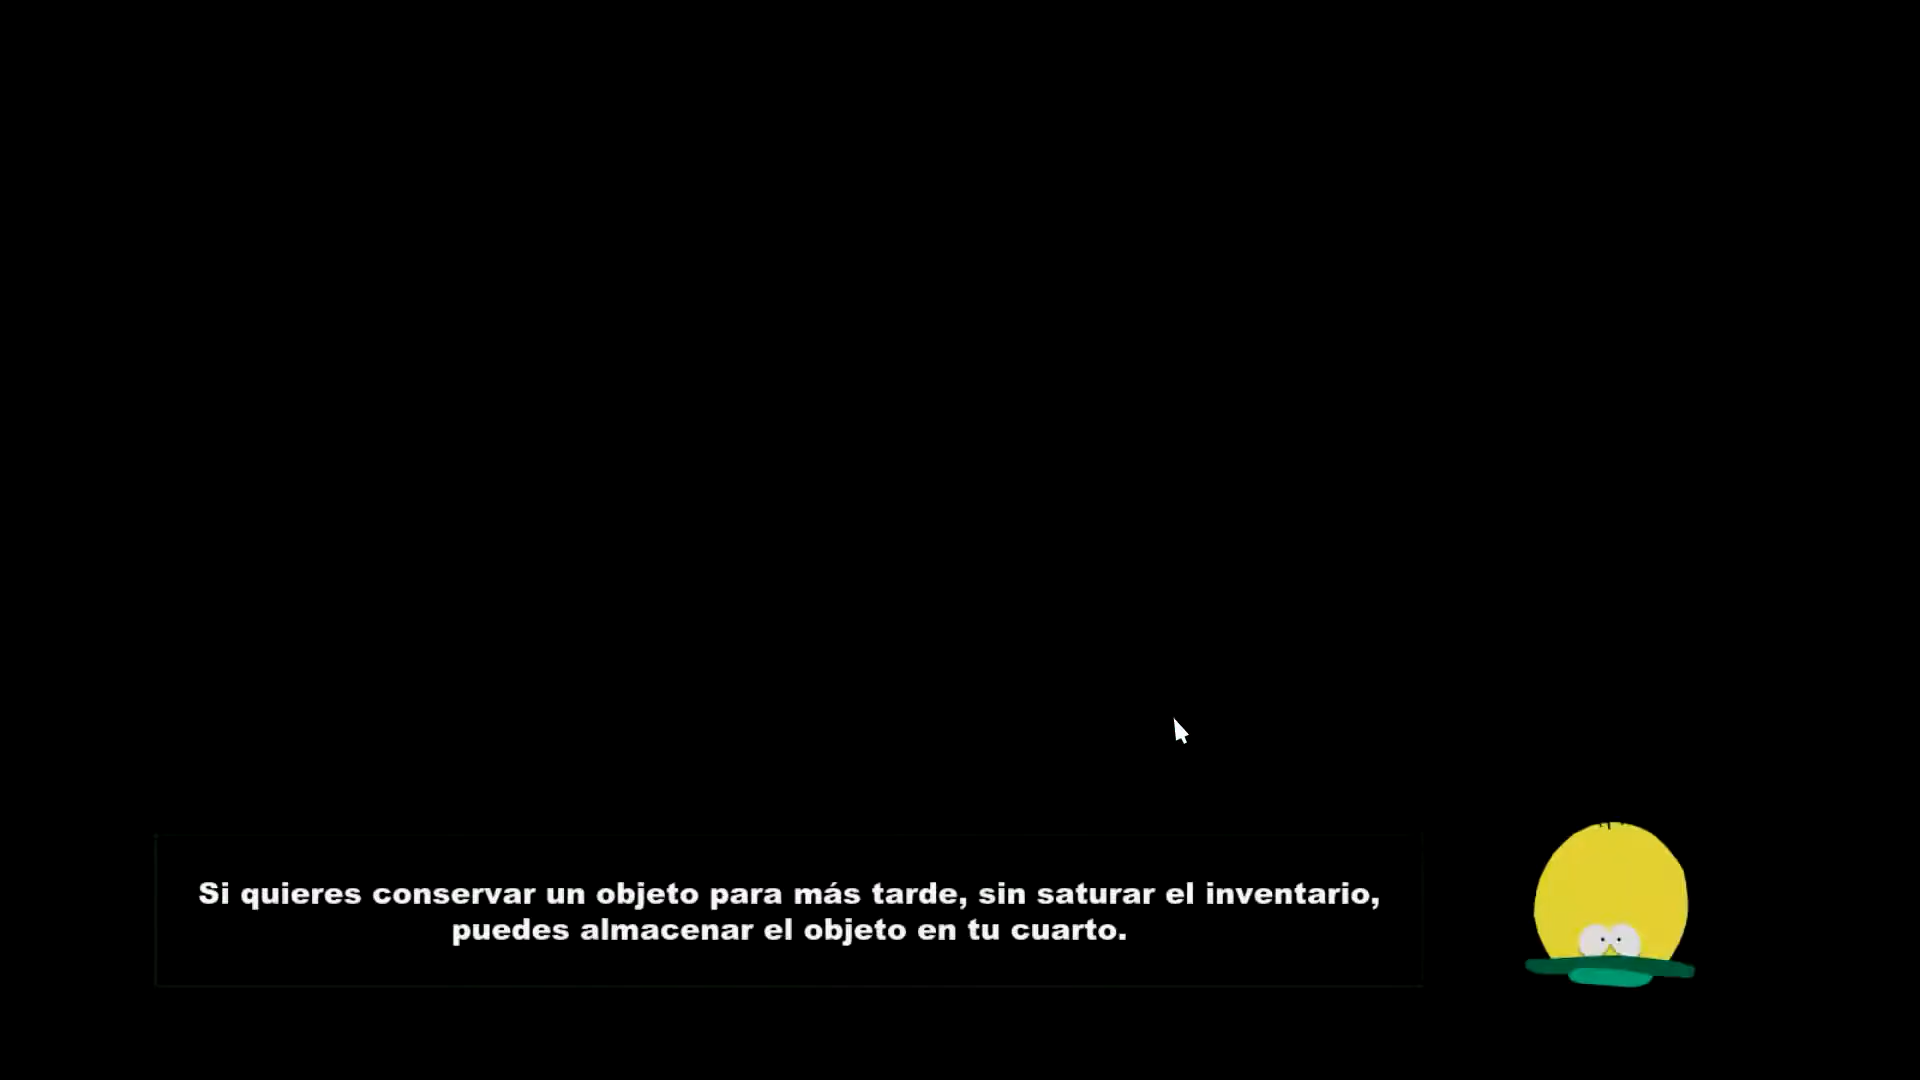 Si quieres conservar un objeto para más tarde, sin saturar el inventario,
puedes almacenar el objeto en tu cuarto.